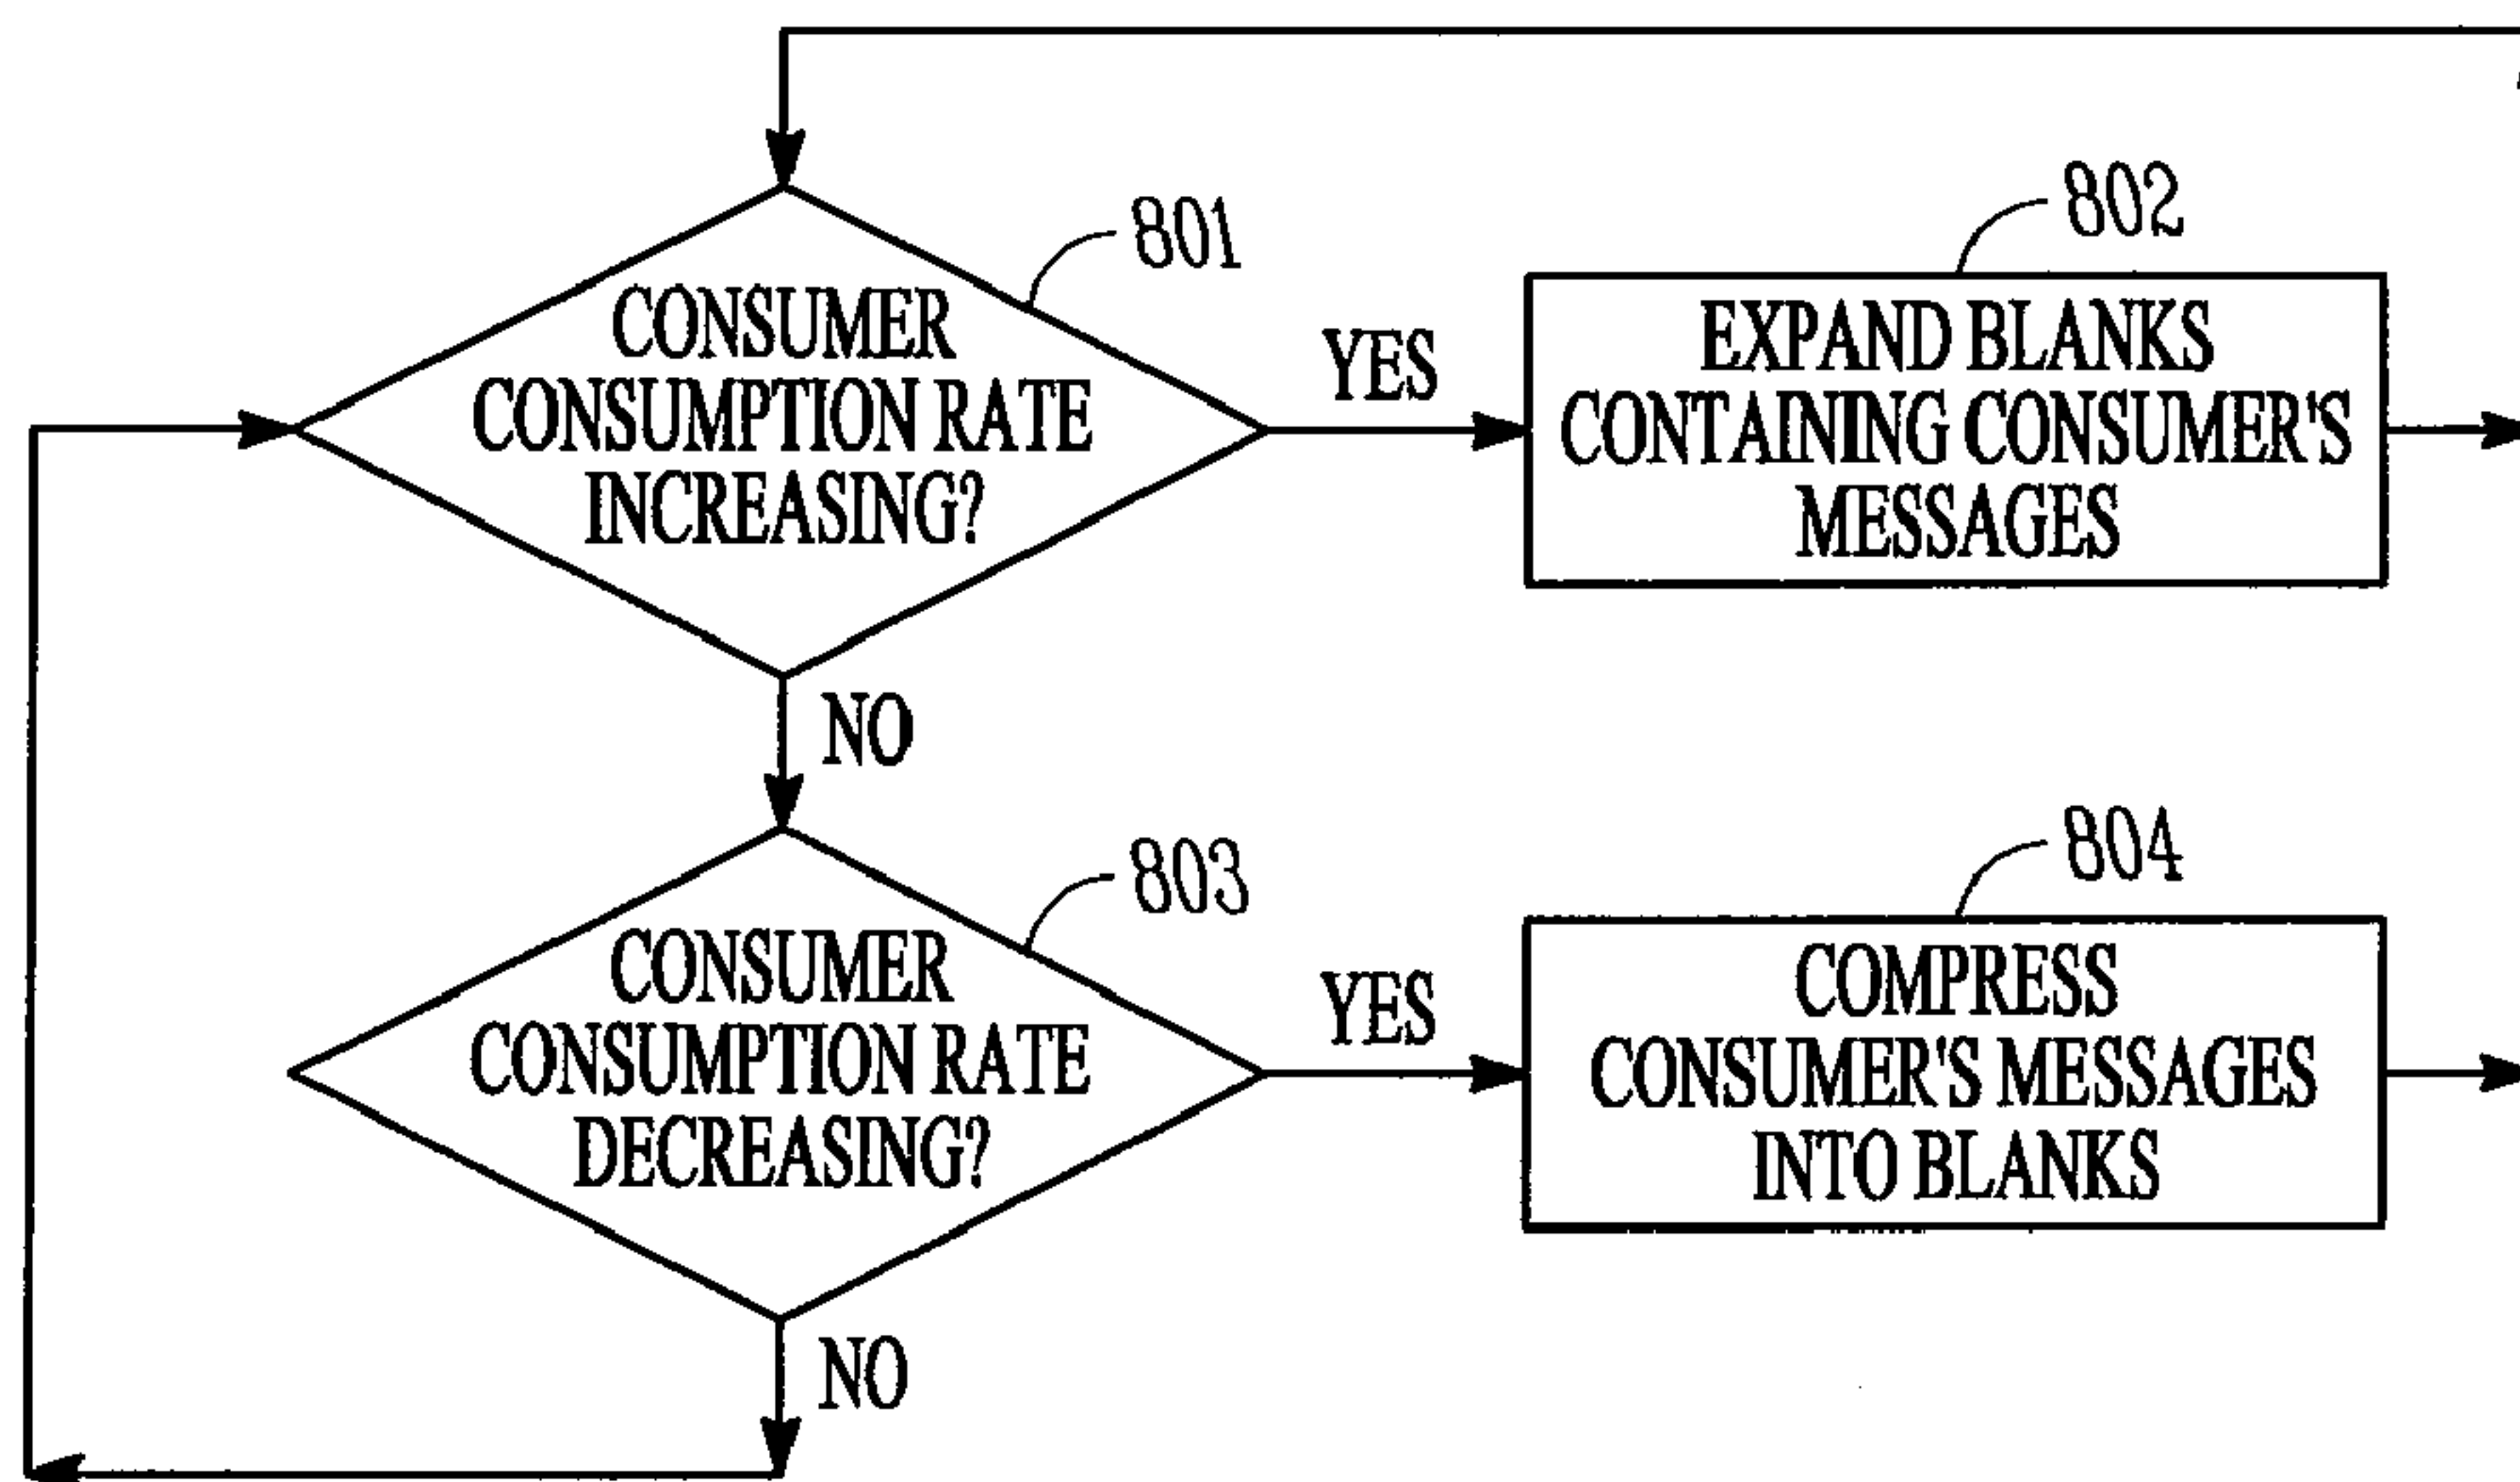 801
CONSUMER
CONSUMPTION RATE
INCREASING?
YES
802
EXPAND BLANKS
CONTAINING CONSUMER'S
MESSAGES
NO
803
CONSUMER
CONSUMPTION RATE
DECREASING?
YES
804
COMPRESS
CONSUMER'S MESSAGES
INTO BLANKS
NO